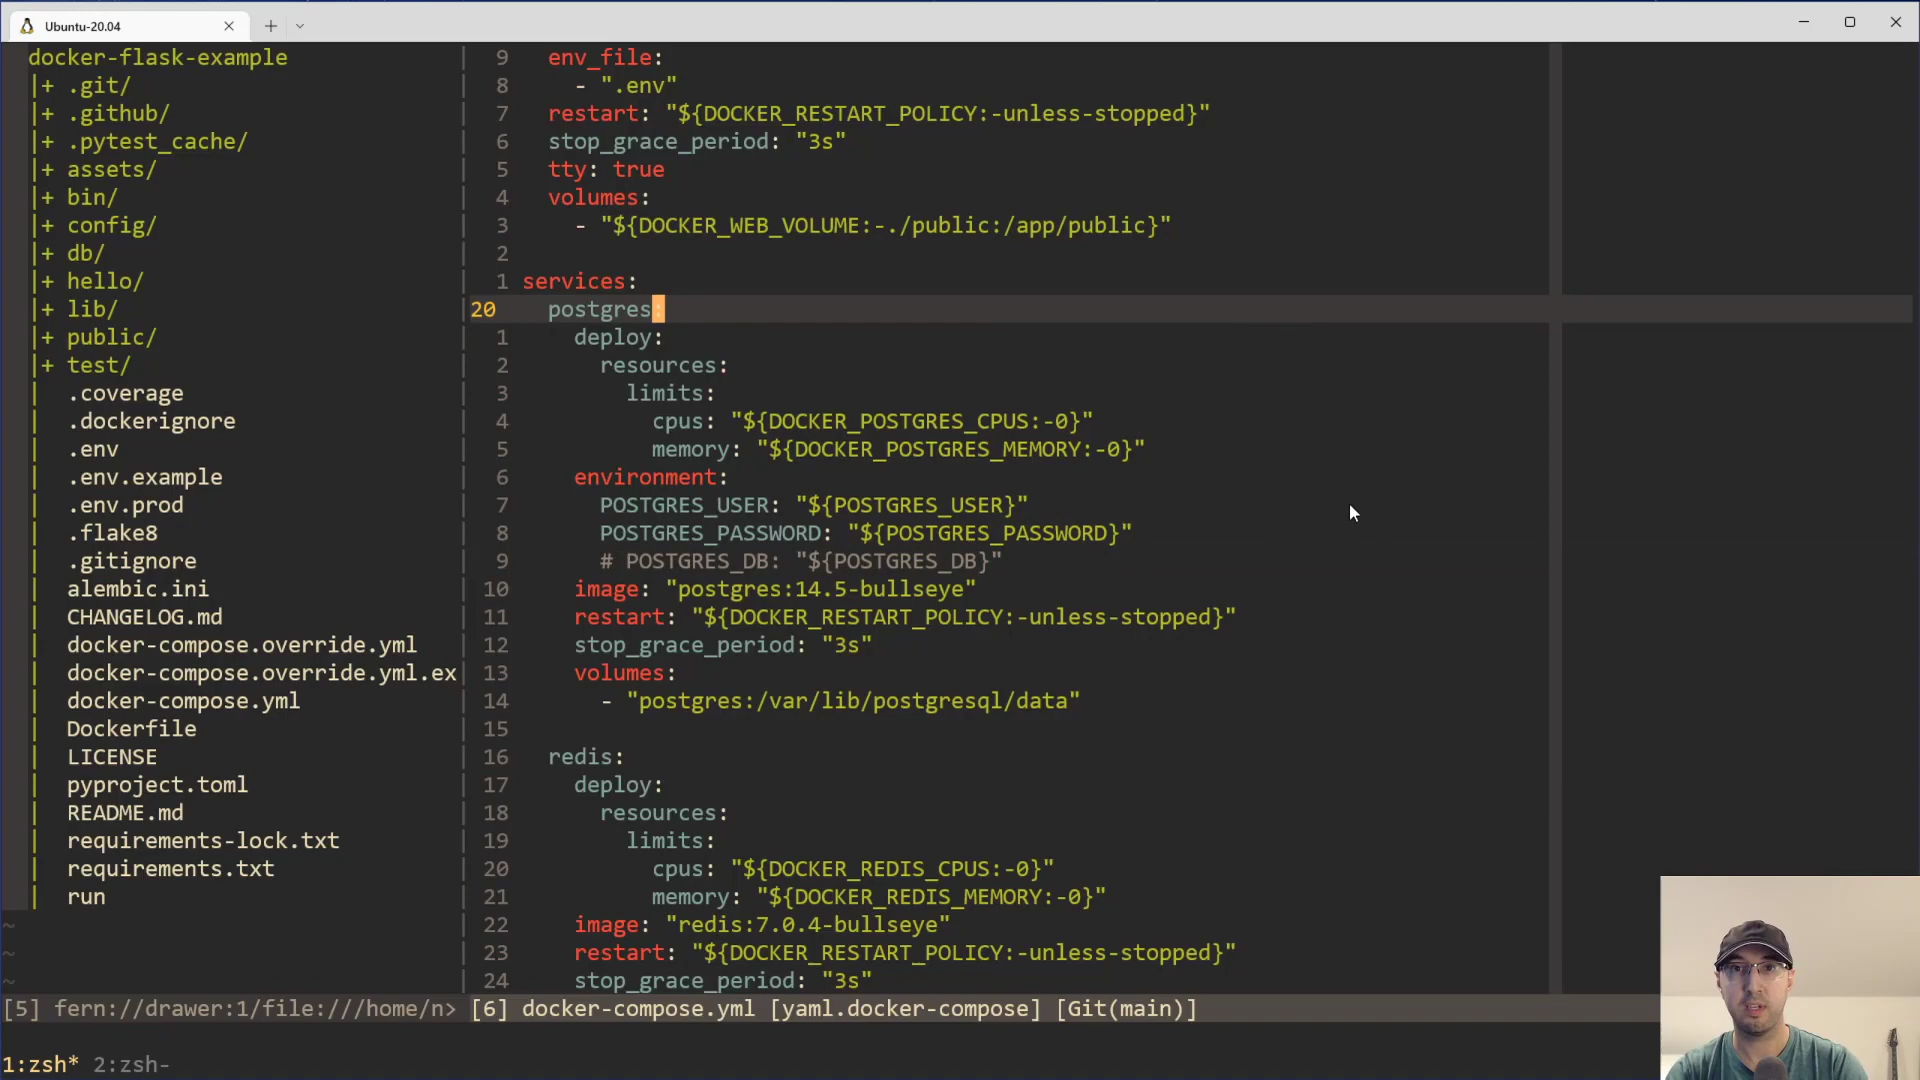 Ubuntu-20.04
docker-flask-example
|+ .git/
|+ .github/
|+ .pytest_cache/
|+ assets/
|+ bin/
|+ config/
|+ db/
|+ hello/
|+ lib/
|+ public/
|+ test/
| .coverage
| .dockerignore
| .env
| .env.example
| .env.prod
| .flake8
| .gitignore
| alembic.ini
| CHANGELOG.md
| docker-compose.override.yml
| docker-compose.override.yml.ex
| docker-compose.yml
| Dockerfile
| LICENSE
| pyproject.toml
| README.md
| requirements-lock.txt
| requirements.txt
| run
~
~
~
9 env_file:
8 - ".env"
7 restart: "${DOCKER_RESTART_POLICY:-unless-stopped}"
6 stop_grace_period: "3s"
5 tty: true
4 volumes:
3 - "${DOCKER_WEB_VOLUME:-./public:/app/public}"
2
1 services:
20 postgres:
1 deploy:
2 resources:
3 limits:
4 cpus: "${DOCKER_POSTGRES_CPUS:-0}"
5 memory: "${DOCKER_POSTGRES_MEMORY:-0}"
6 environment:
7 POSTGRES_USER: "${POSTGRES_USER}"
8 POSTGRES_PASSWORD: "${POSTGRES_PASSWORD}"
9 # POSTGRES_DB: "${POSTGRES_DB}"
10 image: "postgres:14.5-bullseye"
11 restart: "${DOCKER_RESTART_POLICY:-unless-stopped}"
12 stop_grace_period: "3s"
13 volumes:
14 - "postgres:/var/lib/postgresql/data"
15
16 redis:
17 deploy:
18 resources:
19 limits:
20 cpus: "${DOCKER_REDIS_CPUS:-0}"
21 memory: "${DOCKER_REDIS_MEMORY:-0}"
22 image: "redis:7.0.4-bullseye"
23 restart: "${DOCKER_RESTART_POLICY:-unless-stopped}"
24 stop_grace_period: "3s"
[5] fern://drawer:1/file:///home/n> [6] docker-compose.yml [yaml.docker-compose] [Git(main)]
1:zsh* 2:zsh-